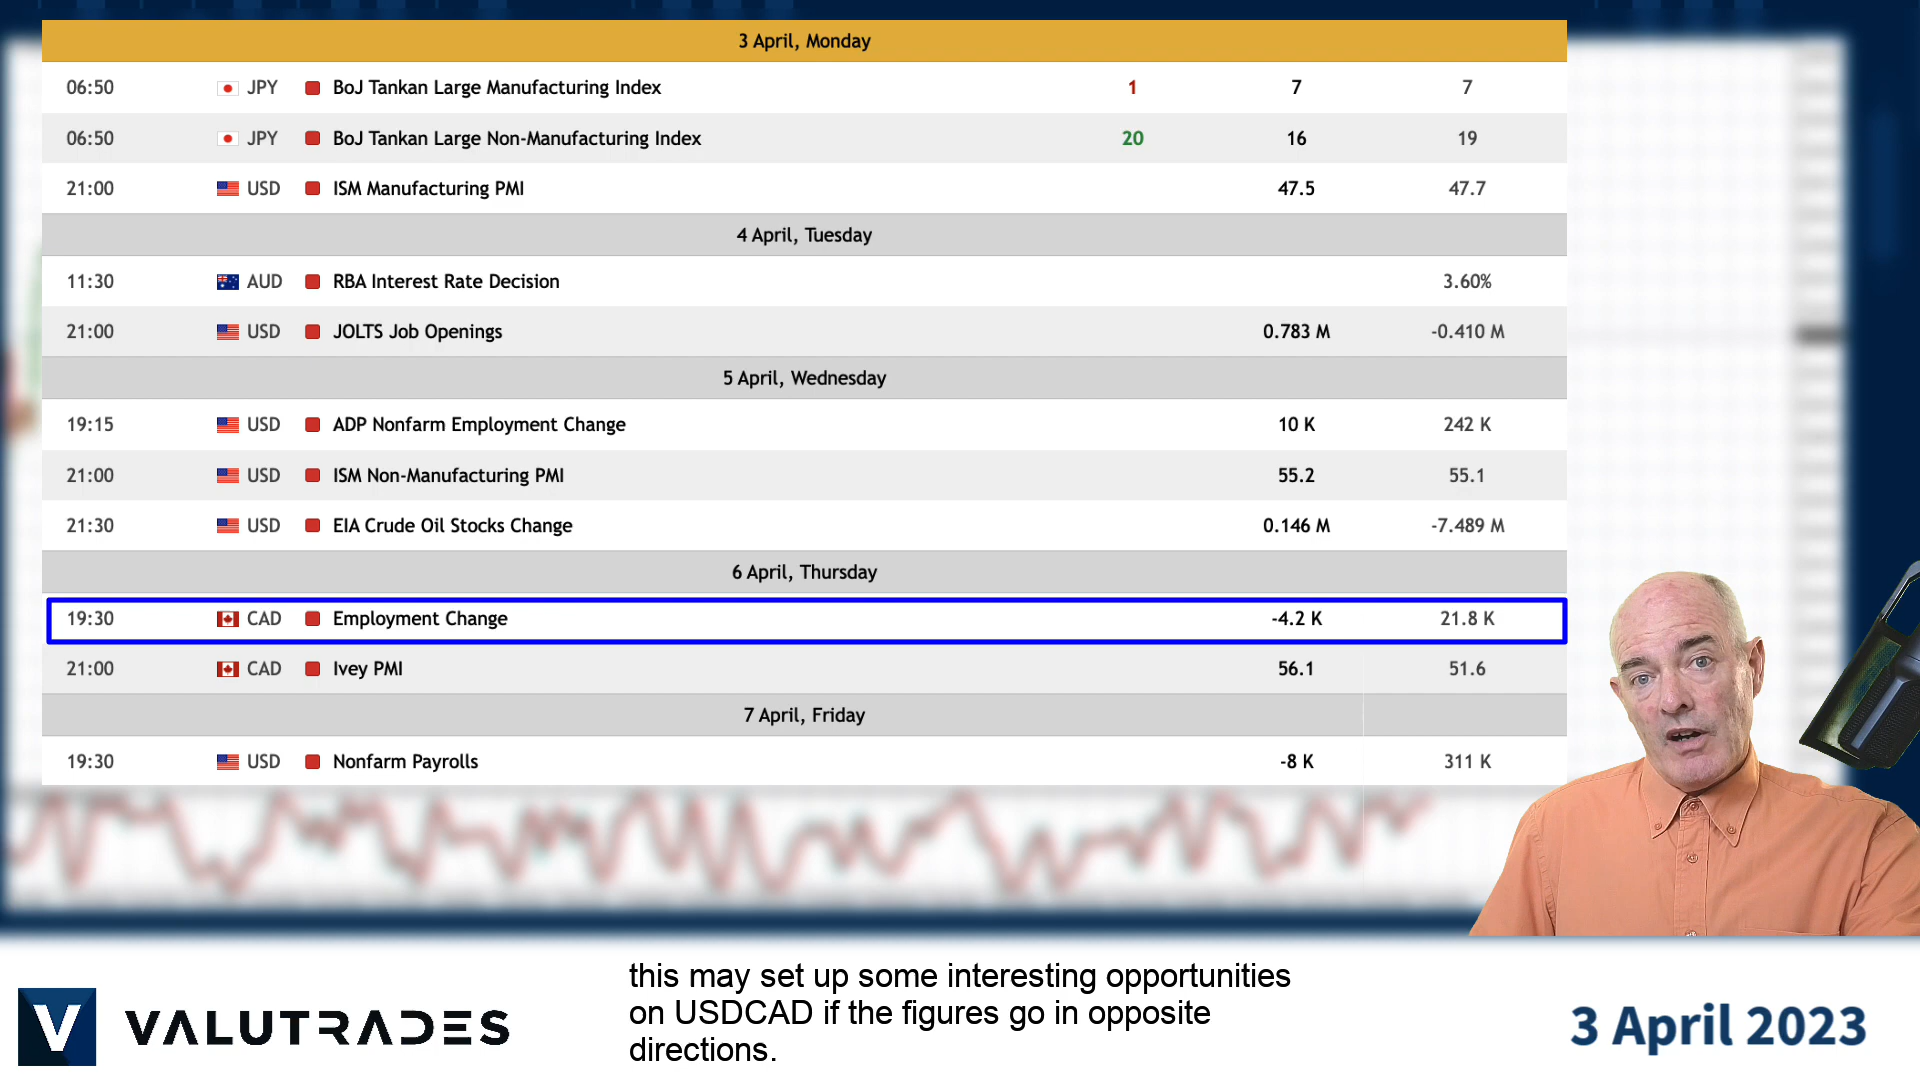 3 April, Monday
06:50 JPY BoJ Tankan Large Manufacturing Index 1 7 7
06:50 JPY BoJ Tankan Large Non-Manufacturing Index 20 16 19
21:00 USD ISM Manufacturing PMI 47.5 47.7
4 April, Tuesday
11:30 AUD RBA Interest Rate Decision 3.60%
21:00 USD JOLTS Job Openings 0.783 M -0.410 M
5 April, Wednesday
19:15 USD ADP Nonfarm Employment Change 10 K 242 K
21:00 USD ISM Non-Manufacturing PMI 55.2 55.1
21:30 USD EIA Crude Oil Stocks Change 0.146 M -7.489 M
6 April, Thursday
19:30 CAD Employment Change -4.2 K 21.8 K
21:00 CAD Ivey PMI 56.1 51.6
7 April, Friday
19:30 USD Nonfarm Payrolls -8 K 311 K
this may set up some interesting opportunities
on USDCAD if the figures go in opposite
directions.
V VALUTRADES
3 April 2023